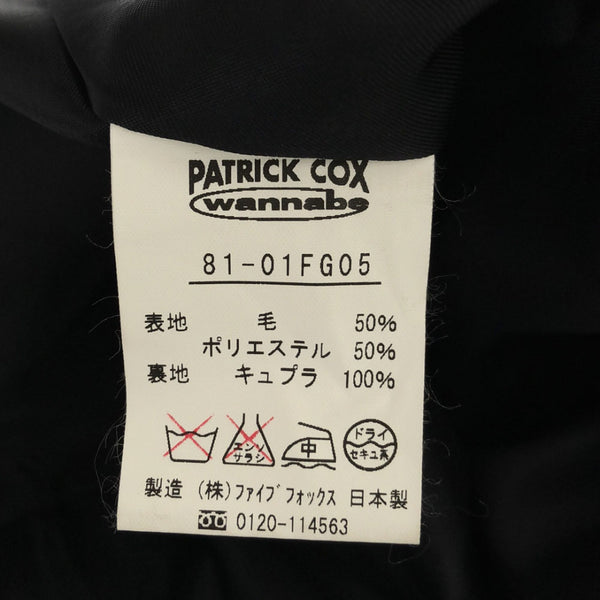 PATRICK COX
wannabe
81-01FG05
表地 毛 50%
ポリエステル 50%
裏地 キュプラ 100%
エンソ サラシ 中 ドライ セキユ系
製造 (株)ファイブフォックス 日本製
0120-114563